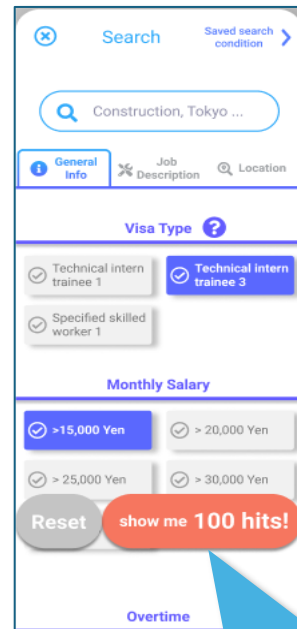 Search
Saved search
condition
Construction, Tokyo ...
General
Info
Job
Description
Location
Visa Type ?
Technical intern
trainee 1
Technical intern
trainee 3
Specified skilled
worker 1
Monthly Salary
>15,000 Yen
> 20,000 Yen
> 25,000 Yen
> 30,000 Yen
Reset
show me 100 hits!
Overtime